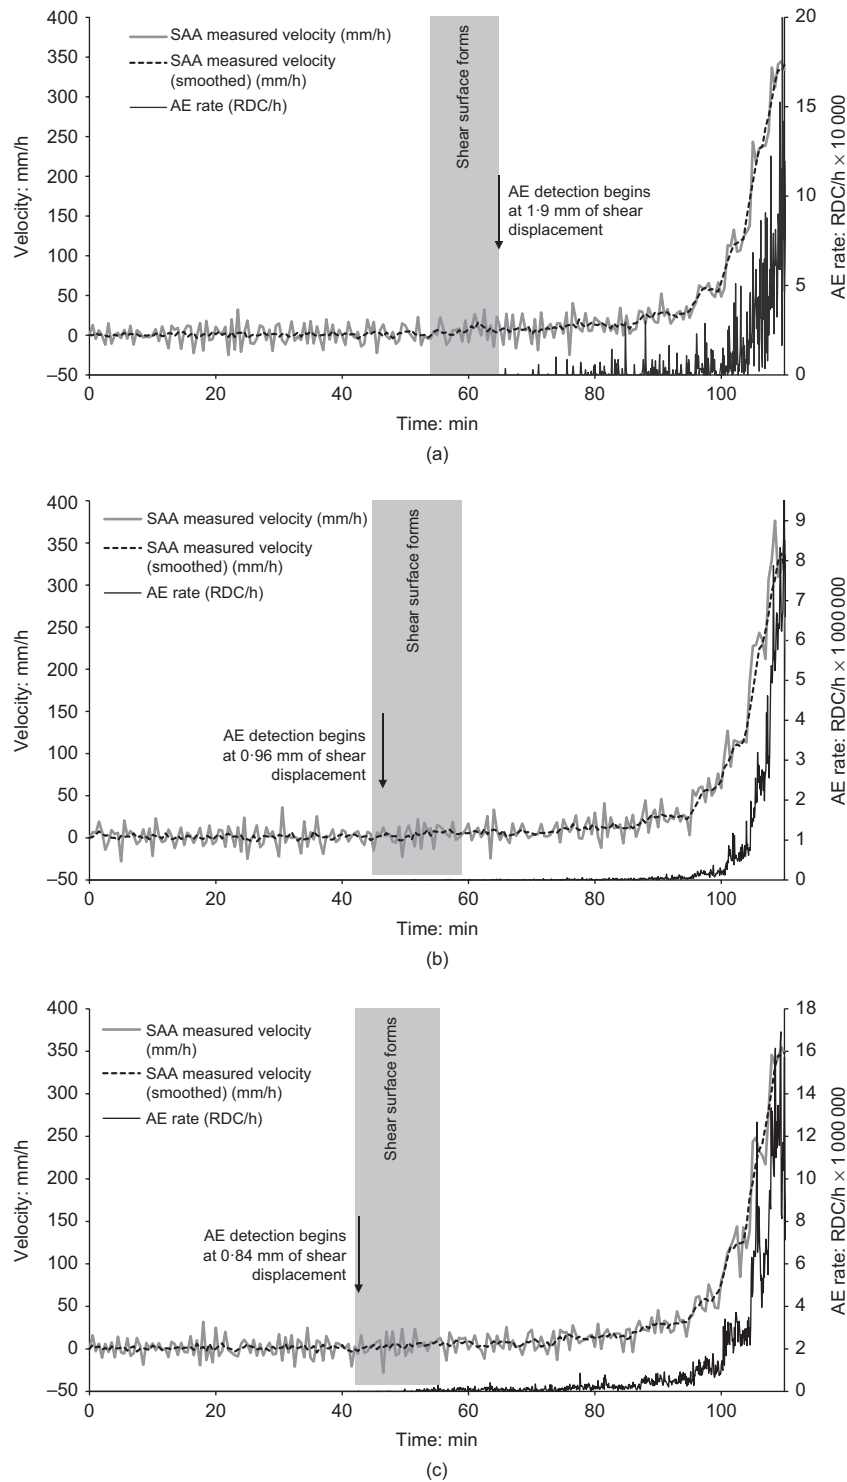 400
350
300
250
200
150
100
50
0
–50
Velocity: mm/h
SAA measured velocity (mm/h)
SAA measured velocity
(smoothed) (mm/h)
AE rate (RDC/h)
Shear surface forms
AE detection begins
at 1·9 mm of shear
displacement
20
15
10
5
0
AE rate: RDC/h × 10 000
0 20 40 60 80 100
Time: min
(a)
400
350
300
250
200
150
100
50
0
–50
Velocity: mm/h
SAA measured velocity (mm/h)
SAA measured velocity
(smoothed) (mm/h)
AE rate (RDC/h)
Shear surface forms
AE detection begins
at 0·96 mm of shear
displacement
9
8
7
6
5
4
3
2
1
0
AE rate: RDC/h × 1 000 000
0 20 40 60 80 100
Time: min
(b)
400
350
300
250
200
150
100
50
0
–50
Velocity: mm/h
SAA measured velocity
(mm/h)
SAA measured velocity
(smoothed) (mm/h)
AE rate (RDC/h)
Shear surface forms
AE detection begins
at 0·84 mm of shear
displacement
18
16
14
12
10
8
6
4
2
0
AE rate: RDC/h × 1 000 000
0 20 40 60 80 100
Time: min
(c)